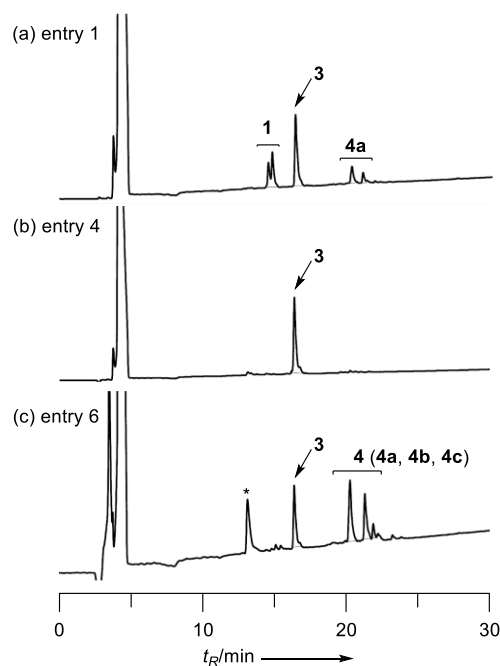 (a) entry 1
3
1
4a
(b) entry 4
3
(c) entry 6
3
4 (4a, 4b, 4c)
*
0 10 20 30
tR/min